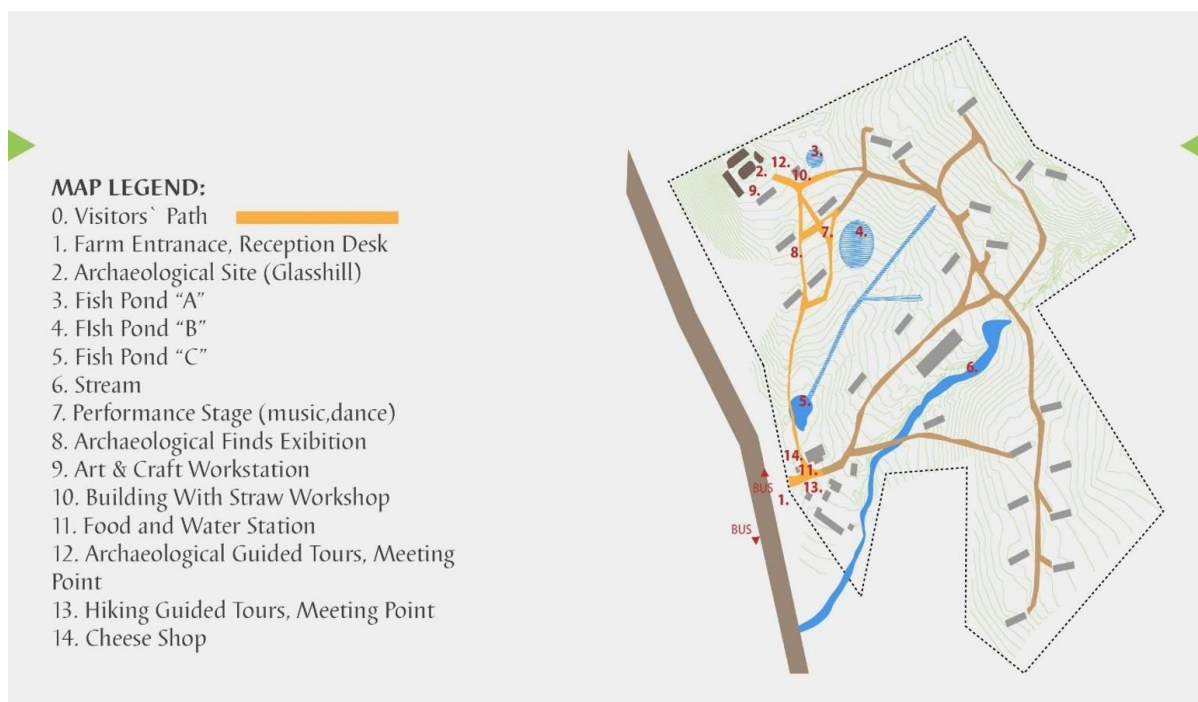 MAP LEGEND:
0. Visitors` Path
1. Farm Entranace, Reception Desk
2. Archaeological Site (Glasshill)
3. Fish Pond “A”
4. FIsh Pond “B”
5. Fish Pond “C”
6. Stream
7. Performance Stage (music,dance)
8. Archaeological Finds Exibition
9. Art & Craft Workstation
10. Building With Straw Workshop
11. Food and Water Station
12. Archaeological Guided Tours, Meeting
Point
13. Hiking Guided Tours, Meeting Point
14. Cheese Shop
3.
12.
2.
10.
9.
7.
4.
8.
6.
5.
14.
11.
13.
BUS
1.
BUS